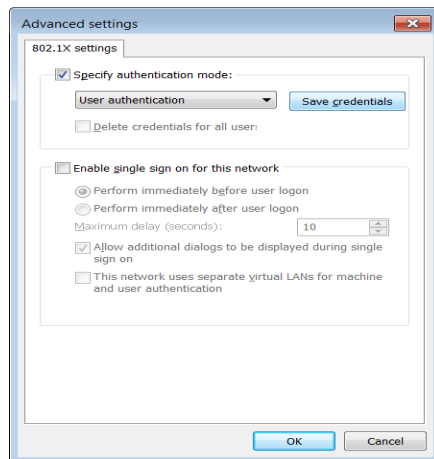 Advanced settings
802.1X settings
Specify authentication mode:
User authentication
Save credentials
Delete credentials for all users
Enable single sign on for this network
Perform immediately before user logon
Perform immediately after user logon
Maximum delay (seconds):
10
Allow additional dialogs to be displayed during single
sign on
This network uses separate virtual LANs for machine
and user authentication
OK
Cancel